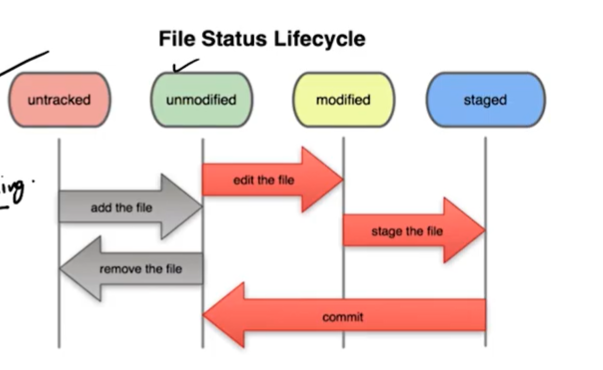 File Status Lifecycle
untracked
unmodified
modified
staged
edit the file
ing.
add the file
stage the file
remove the file
commit